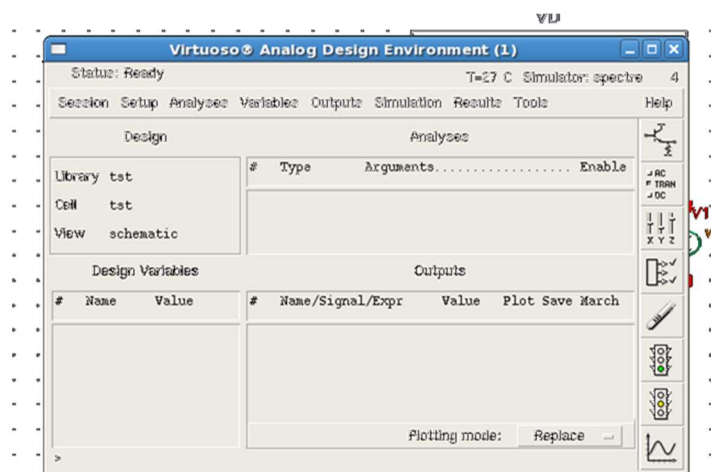 VD
Virtuoso® Analog Design Environment (1)
Status: Ready T=27 C Simulator: spectre 4
Session Setup Analyses Variables Outputs Simulation Results Tools Help
Design Analyses
# Type Arguments.................. Enable
Library tst
Cell tst
View schematic
AC
TRAN
DC
V1
X Y Z
Design Variables Outputs
# Name Value # Name/Signal/Expr Value Plot Save March
Plotting mode: Replace
>